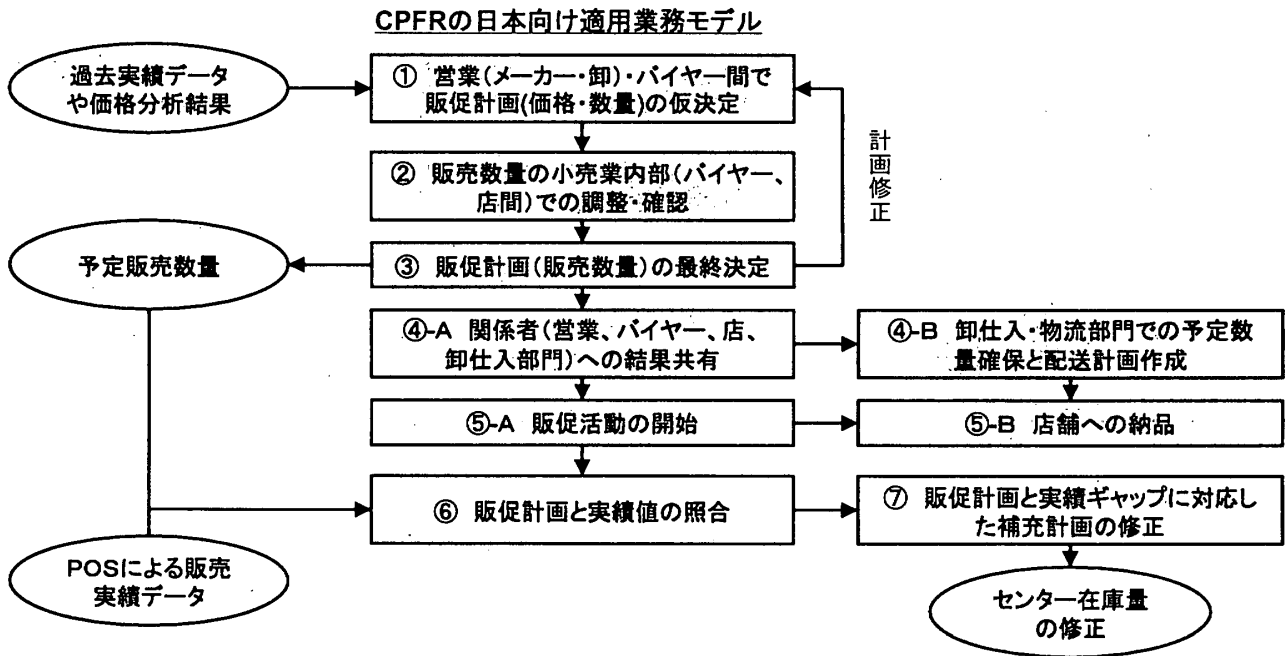 CPFRの日本向け適用業務モデル
過去実績データ
や価格分析結果
① 営業(メーカー・卸)・バイヤー間で
販促計画(価格・数量)の仮決定
計画修正
② 販売数量の小売業内部(バイヤー、
店間)での調整・確認
予定販売数量
③ 販促計画(販売数量)の最終決定
④-A 関係者(営業、バイヤー、店、
卸仕入部門)への結果共有
④-B 卸仕入・物流部門での予定数
量確保と配送計画作成
⑤-A 販促活動の開始
⑤-B 店舗への納品
⑥ 販促計画と実績値の照合
⑦ 販促計画と実績ギャップに対応し
た補充計画の修正
POSによる販売
実績データ
センター在庫量
の修正